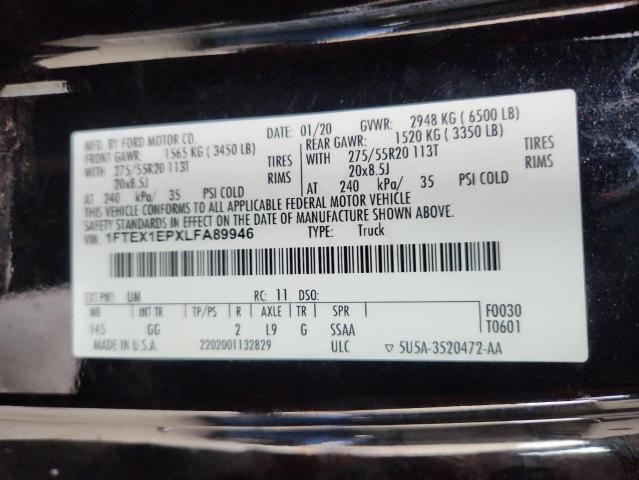 MFD. BY FORD MOTOR CO. 01/20 GVWR: 2948 KG ( 6500 LB)
FRONT GAWR: 1565 KG ( 3450 LB) REAR GAWR: 1520 KG ( 3350 LB)
WITH 275/55R20 113T TIRES WITH 275/55R20 113T TIRES
20x8.5J RIMS 20x8.5J RIMS
AT 240 kPa/ 35 PSI COLD AT 240 kPa/ 35 PSI COLD
THIS VEHICLE CONFORMS TO ALL APPLICABLE FEDERAL MOTOR VEHICLE
SAFETY STANDARDS IN EFFECT ON THE DATE OF MANUFACTURE SHOWN ABOVE.
VIN: 1FTEX1EPXLFA89946 TYPE: Truck
EXT PNT: UM RC: 11 DSO:
WB INT TR TP/PS R AXLE TR SPR F0030
145 GG 2 L9 G SSAA T0601
MADE IN U.S.A. 2202001132829 ULC ▽ 5U5A-3520472-AA